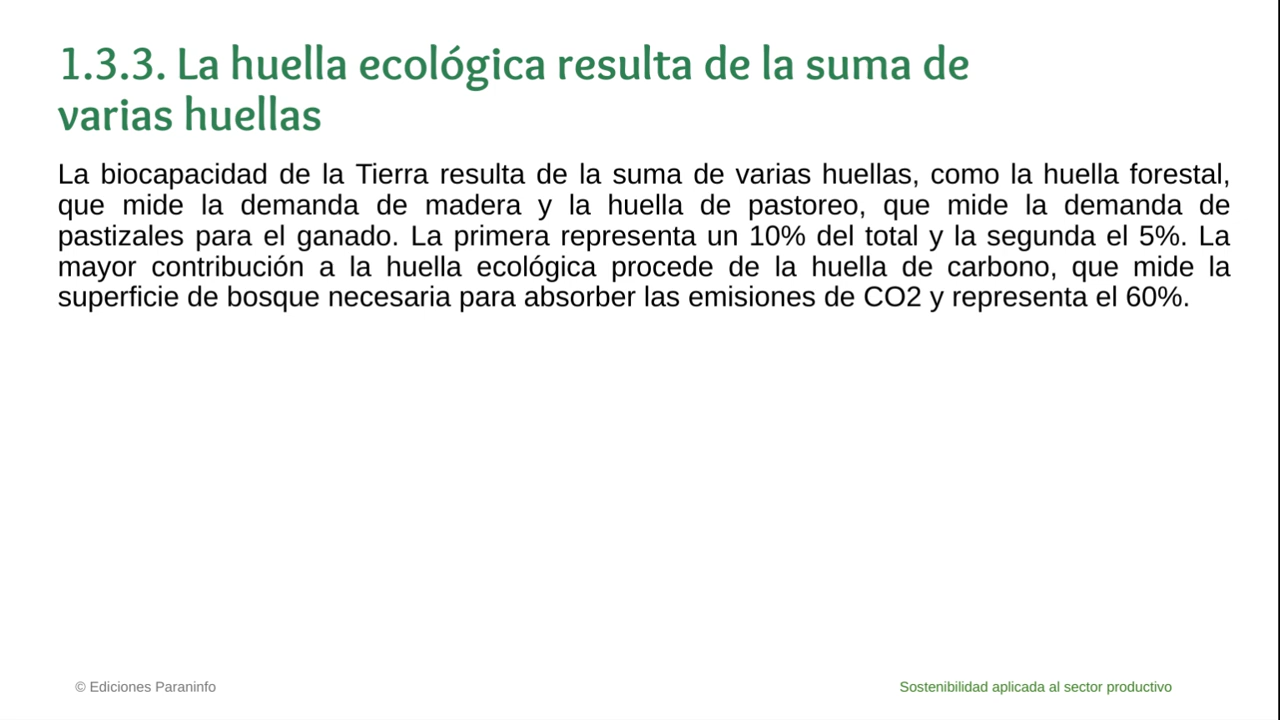 1.3.3. La huella ecológica resulta de la suma de
varias huellas
La biocapacidad de la Tierra resulta de la suma de varias huellas, como la huella forestal,
que mide la demanda de madera y la huella de pastoreo, que mide la demanda de
pastizales para el ganado. La primera representa un 10% del total y la segunda el 5%. La
mayor contribución a la huella ecológica procede de la huella de carbono, que mide la
superficie de bosque necesaria para absorber las emisiones de CO2 y representa el 60%.
© Ediciones Paraninfo
Sostenibilidad aplicada al sector productivo